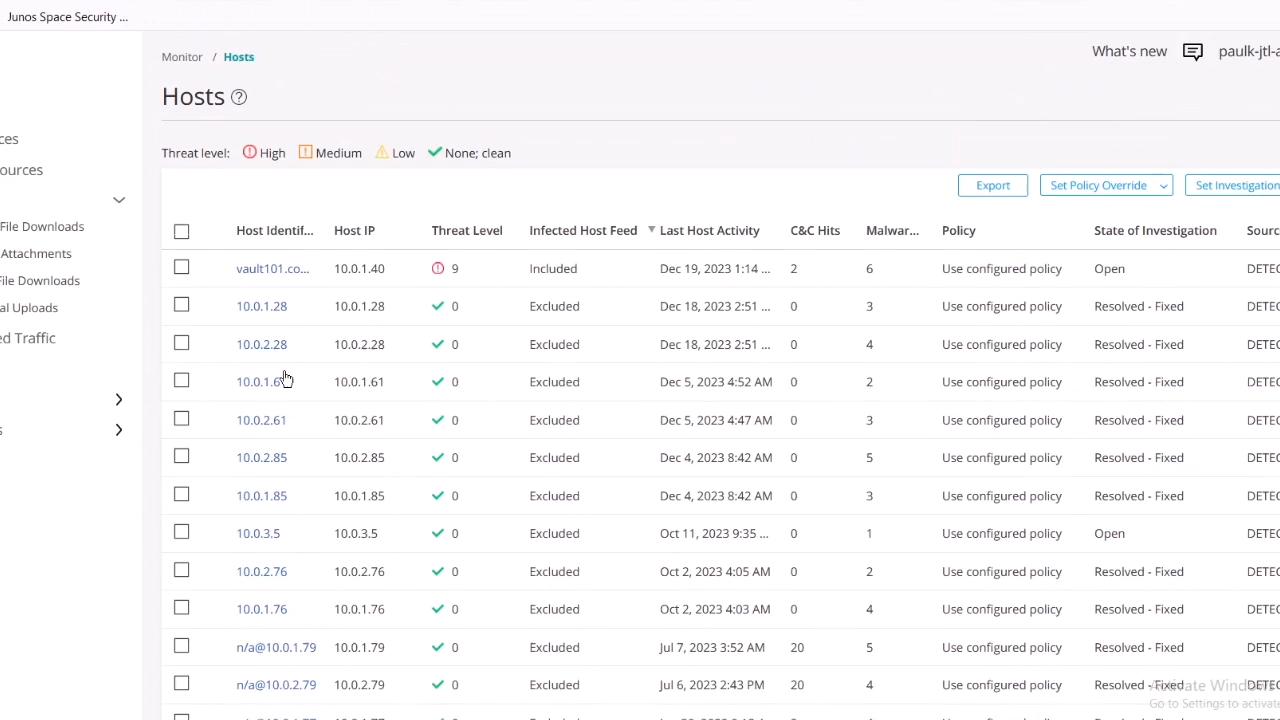 Junos Space Security ...
Monitor / Hosts
What's new paulk-jtl-a
Hosts ?
ces
ources
File Downloads
Attachments
File Downloads
al Uploads
ed Traffic
s
Threat level: High Medium Low None; clean
Export Set Policy Override Set Investigation
Host Identif... Host IP Threat Level Infected Host Feed Last Host Activity C&C Hits Malwar... Policy State of Investigation Sourc
vault101.co... 10.0.1.40 9 Included Dec 19, 2023 1:14 ... 2 6 Use configured policy Open DETEC
10.0.1.28 10.0.1.28 0 Excluded Dec 18, 2023 2:51 ... 0 3 Use configured policy Resolved - Fixed DETEC
10.0.2.28 10.0.2.28 0 Excluded Dec 18, 2023 2:51 ... 0 4 Use configured policy Resolved - Fixed DETEC
10.0.1.61 0 Excluded Dec 5, 2023 4:52 AM 0 2 Use configured policy Resolved - Fixed DETEC
10.0.2.61 10.0.2.61 0 Excluded Dec 5, 2023 4:47 AM 0 3 Use configured policy Resolved - Fixed DETEC
10.0.2.85 10.0.2.85 0 Excluded Dec 4, 2023 8:42 AM 0 5 Use configured policy Resolved - Fixed DETEC
10.0.1.85 10.0.1.85 0 Excluded Dec 4, 2023 8:42 AM 0 3 Use configured policy Resolved - Fixed DETEC
10.0.3.5 10.0.3.5 0 Excluded Oct 11, 2023 9:35 ... 0 1 Use configured policy Open DETEC
10.0.2.76 10.0.2.76 0 Excluded Oct 2, 2023 4:05 AM 0 2 Use configured policy Resolved - Fixed DETEC
10.0.1.76 10.0.1.76 0 Excluded Oct 2, 2023 4:03 AM 0 4 Use configured policy Resolved - Fixed DETEC
n/a@10.0.1.79 10.0.1.79 0 Excluded Jul 7, 2023 3:52 AM 20 5 Use configured policy Resolved - Fixed DETEC
n/a@10.0.2.79 10.0.2.79 0 Excluded Jul 6, 2023 2:43 PM 20 4 Use configured policy Resolved - Fixed DETEC
Activate Windows
Go to Settings to activate